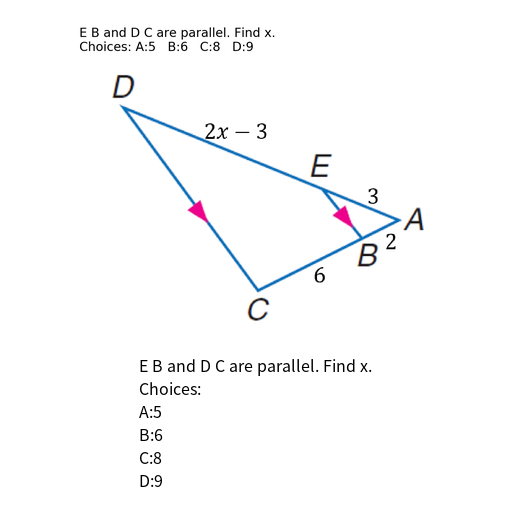 E B and D C are parallel. Find x.
Choices: A:5   B:6   C:8   D:9
D
2x − 3
E
3
A
2
B
6
C
E B and D C are parallel. Find x.
Choices:
A:5
B:6
C:8
D:9